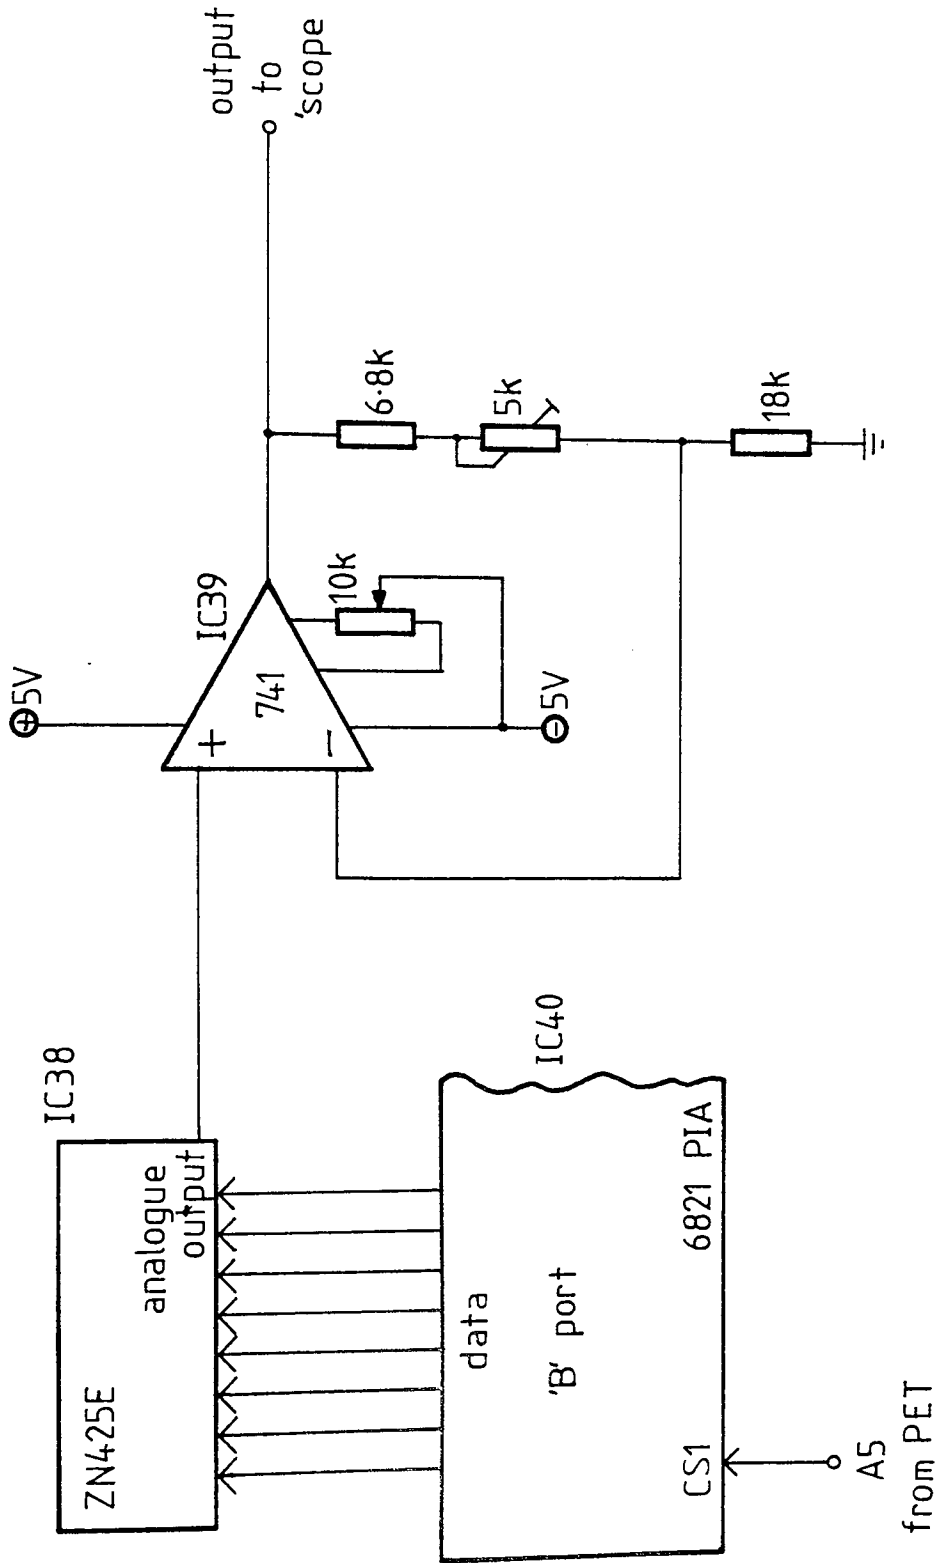 IC38
ZN425E
analogue
output
⊕5V
+
741
−
IC39
10k
⊖5V
output
to
'scope
6·8k
5k
18k
data
'B' port
CS1
6821 PIA
IC40
A5
from PET